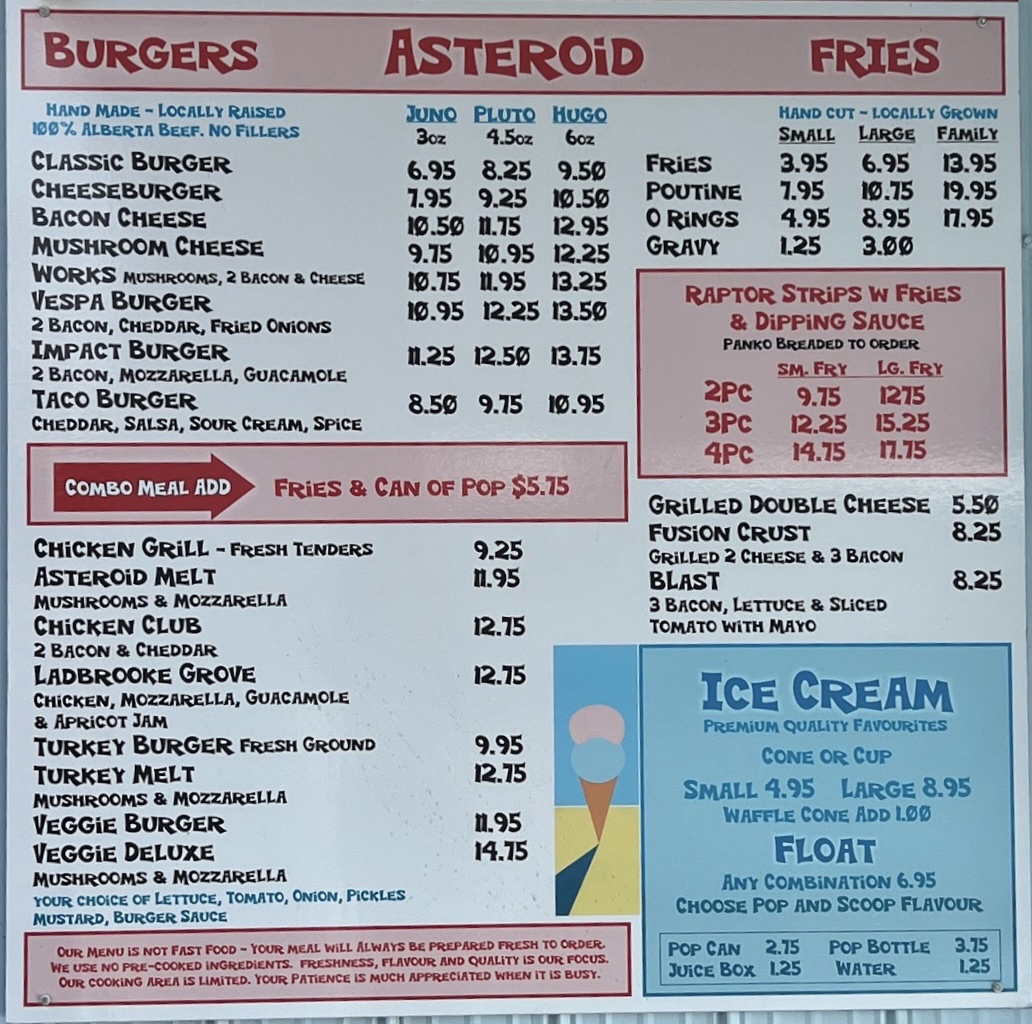 BURGERS ASTEROiD FRIES
HAND MADE - LOCALLY RAISED
100% ALBERTA BEEF. NO FILLERS
JUNO PLUTO HUGO
3oz 4.5oz 6oz
CLASSiC BURGER 6.95 8.25 9.50
CHEESEBURGER 7.95 9.25 10.50
BACON CHEESE 10.50 11.75 12.95
MUSHROOM CHEESE 9.75 10.95 12.25
WORKS MUSHROOMS, 2 BACON & CHEESE 10.75 11.95 13.25
VESPA BURGER 10.95 12.25 13.50
2 BACON, CHEDDAR, FRiED ONiONS
IMPACT BURGER 11.25 12.50 13.75
2 BACON, MOZZARELLA, GUACAMOLE
TACO BURGER 8.50 9.75 10.95
CHEDDAR, SALSA, SOUR CREAM, SPiCE
COMBO MEAL ADD FRiES & CAN OF POP $5.75
CHiCKEN GRiLL - FRESH TENDERS 9.25
ASTEROiD MELT 11.95
MUSHROOMS & MOZZARELLA
CHiCKEN CLUB 12.75
2 BACON & CHEDDAR
LADBROOKE GROVE 12.75
CHiCKEN, MOZZARELLA, GUACAMOLE
& APRiCOT JAM
TURKEY BURGER FRESH GROUND 9.95
TURKEY MELT 12.75
MUSHROOMS & MOZZARELLA
VEGGiE BURGER 11.95
VEGGiE DELUXE 14.75
MUSHROOMS & MOZZARELLA
YOUR CHOiCE OF LETTUCE, TOMATO, ONiON, PiCKLES
MUSTARD, BURGER SAUCE
OUR MENU iS NOT FAST FOOD - YOUR MEAL WiLL ALWAYS BE PREPARED FRESH TO ORDER.
WE USE NO PRE-COOKED iNGREDiENTS. FRESHNESS, FLAVOUR AND QUALiTY iS OUR FOCUS.
OUR COOKiNG AREA iS LiMiTED. YOUR PATiENCE iS MUCH APPRECiATED WHEN iT iS BUSY.
HAND CUT - LOCALLY GROWN
SMALL LARGE FAMiLY
FRiES 3.95 6.95 13.95
POUTiNE 7.95 10.75 19.95
O RiNGS 4.95 8.95 17.95
GRAVY 1.25 3.00
RAPTOR STRiPS W FRiES
& DiPPiNG SAUCE
PANKO BREADED TO ORDER
SM. FRY LG. FRY
2PC 9.75 1275
3PC 12.25 15.25
4PC 14.75 17.75
GRiLLED DOUBLE CHEESE 5.50
FUSiON CRUST 8.25
GRiLLED 2 CHEESE & 3 BACON
BLAST 8.25
3 BACON, LETTUCE & SLiCED
TOMATO WiTH MAYO
ICE CREAM
PREMiUM QUALiTY FAVOURiTES
CONE OR CUP
SMALL 4.95 LARGE 8.95
WAFFLE CONE ADD 1.00
FLOAT
ANY COMBiNATiON 6.95
CHOOSE POP AND SCOOP FLAVOUR
POP CAN 2.75 POP BOTTLE 3.75
JUiCE BOX 1.25 WATER 1.25